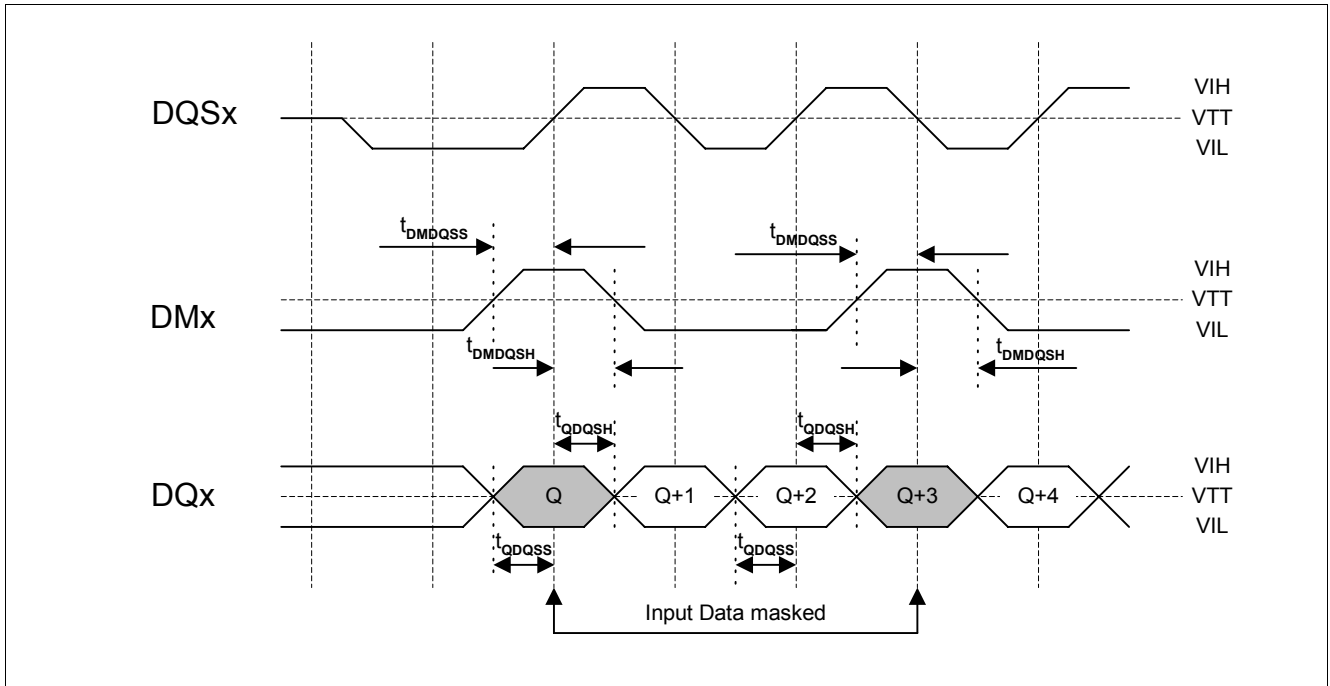 DQSx
VIH
VTT
VIL
tDMDQSS
tDMDQSS
DMx
VIH
VTT
VIL
tDMDQSH
tDMDQSH
tQDQSH
tQDQSH
DQx
Q
Q+1
Q+2
Q+3
Q+4
VIH
VTT
VIL
tQDQSS
tQDQSS
Input Data masked